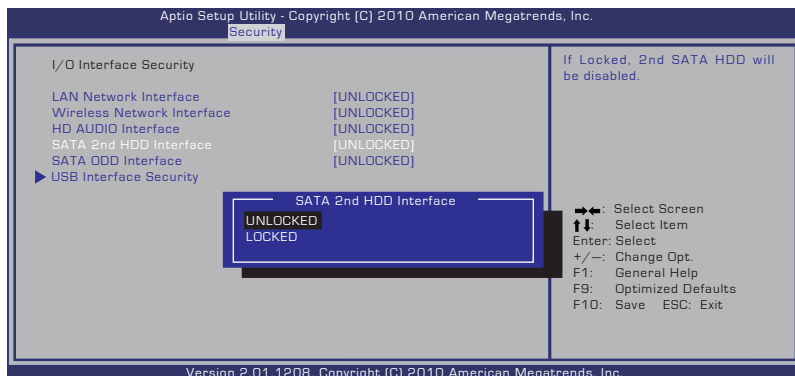 Aptio Setup Utility - Copyright (C) 2010 American Megatrends, Inc.
Security
I/O Interface Security
LAN Network Interface [UNLOCKED]
Wireless Network Interface [UNLOCKED]
HD AUDIO Interface [UNLOCKED]
SATA 2nd HDD Interface [UNLOCKED]
SATA ODD Interface [UNLOCKED]
USB Interface Security
SATA 2nd HDD Interface
UNLOCKED
LOCKED
If Locked, 2nd SATA HDD will
be disabled.
→←: Select Screen
↑↓: Select Item
Enter: Select
+/—: Change Opt.
F1: General Help
F9: Optimized Defaults
F10: Save ESC: Exit
Version 2.01.1208. Copyright (C) 2010 American Megatrends, Inc.